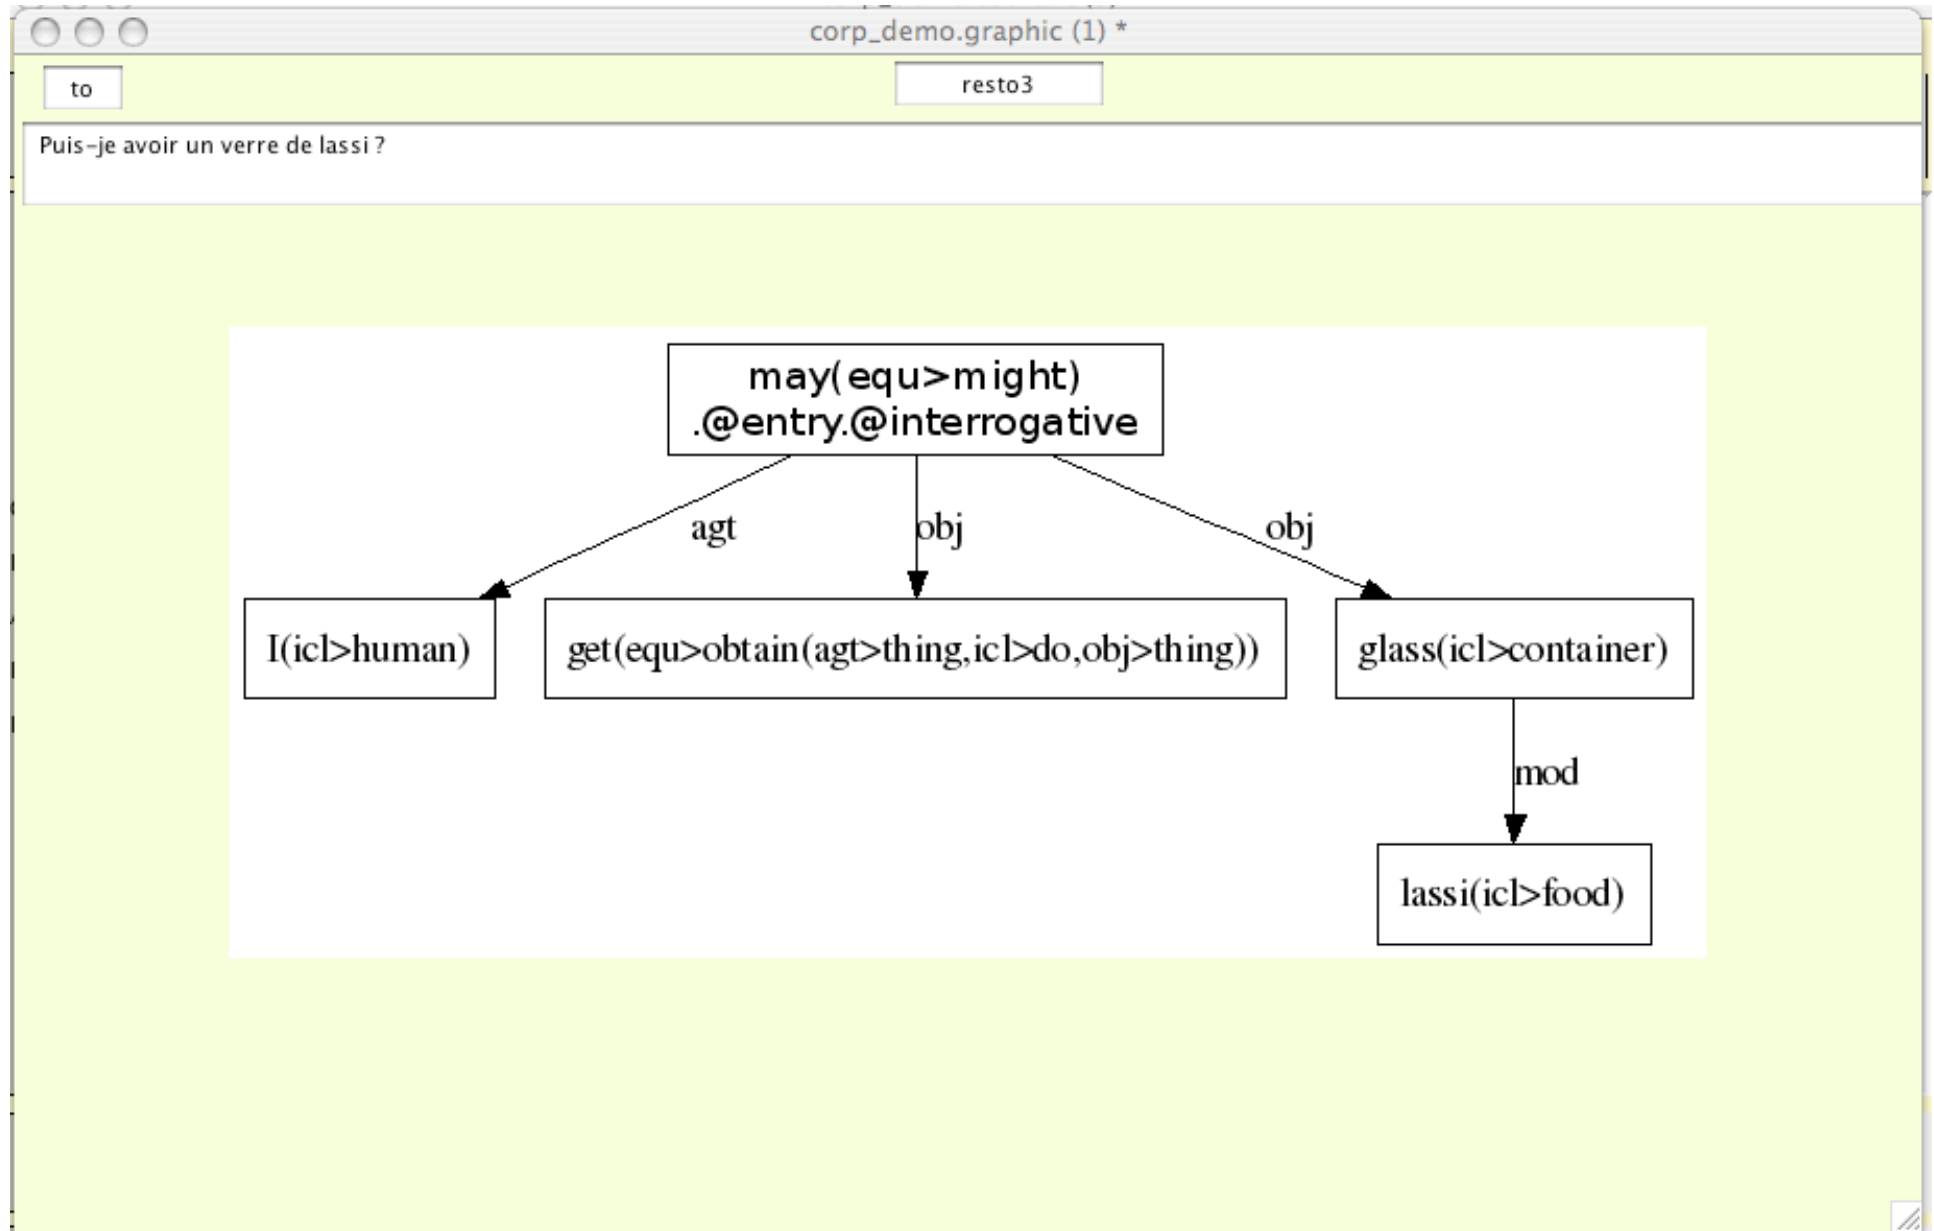 corp_demo.graphic (1) *
to
resto3
Puis-je avoir un verre de lassi ?
may(equ>might)
.@entry.@interrogative
agt
obj
obj
I(icl>human)
get(equ>obtain(agt>thing,icl>do,obj>thing))
glass(icl>container)
mod
lassi(icl>food)